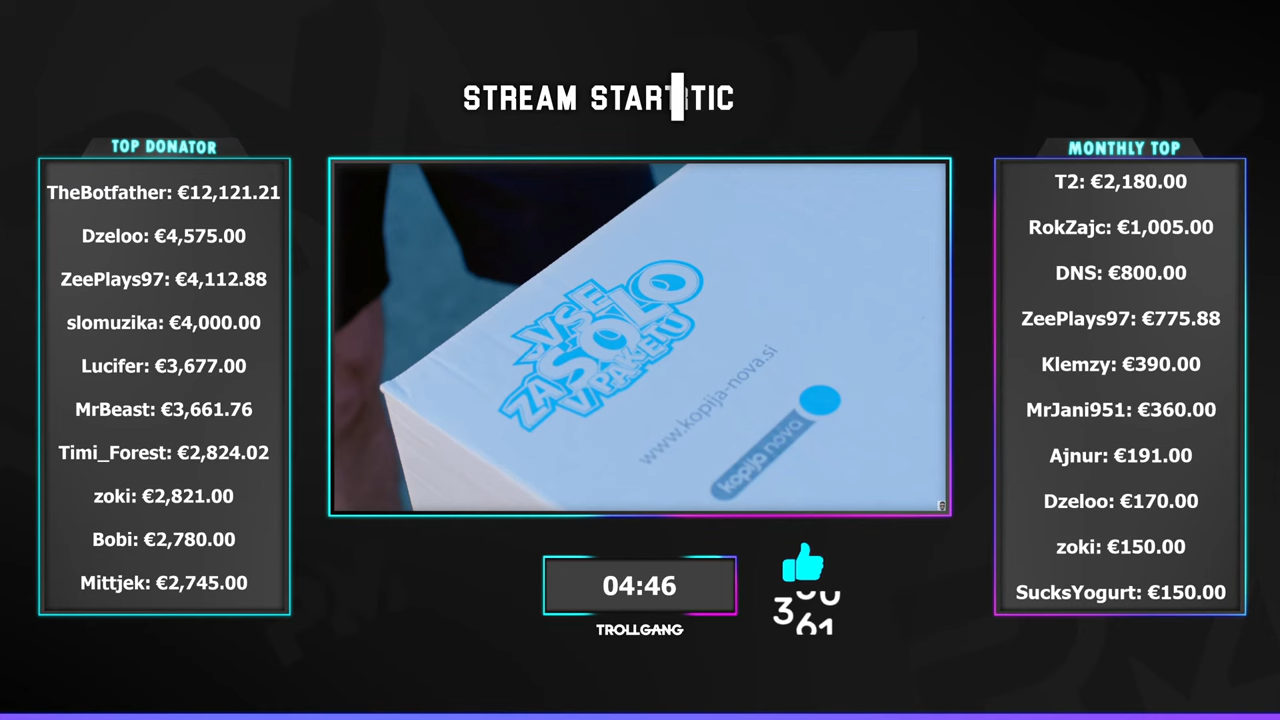 STREAM START TIC
TOP DONATOR
TheBotfather: €12,121.21
Dzeloo: €4,575.00
ZeePlays97: €4,112.88
slomuzika: €4,000.00
Lucifer: €3,677.00
MrBeast: €3,661.76
Timi_Forest: €2,824.02
zoki: €2,821.00
Bobi: €2,780.00
Mittjek: €2,745.00
VSE
ZA SOLO
V PAKETU
www.kopija-nova.si
kopija nova
04:46
TROLLGANG
MONTHLY TOP
T2: €2,180.00
RokZajc: €1,005.00
DNS: €800.00
ZeePlays97: €775.88
Klemzy: €390.00
MrJani951: €360.00
Ajnur: €191.00
Dzeloo: €170.00
zoki: €150.00
SucksYogurt: €150.00